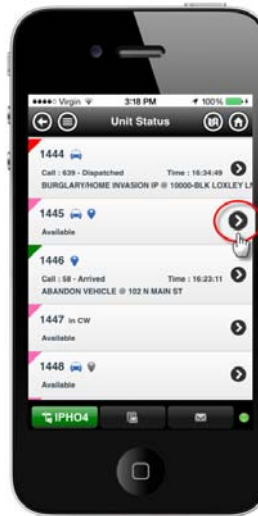 Virgin 3:18 PM 100%
Unit Status
1444
Call : 639 - Dispatched Time : 16:34:49
BURGLARY/HOME INVASION IP @ 10000-BLK LOXLEY LN
1445
Available
1446
Call : 58 - Arrived Time : 16:23:11
ABANDON VEHICLE @ 102 N MAIN ST
1447 in CW
Available
1448
Available
IPHO4